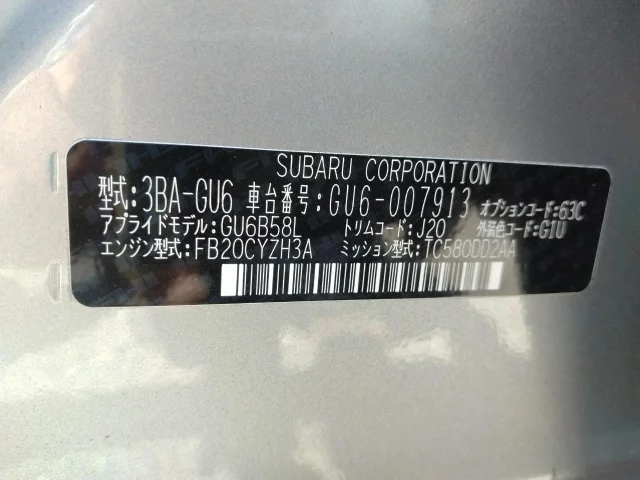 SUBARU CORPORATION
型式:3BA-GU6 車台番号:GU6-007913 オプションコード:63C
アプライドモデル:GU6B58L トリムコード:J20 外装色コード:G1U
エンジン型式:FB20CYZH3A ミッション型式:TC580DD2AA